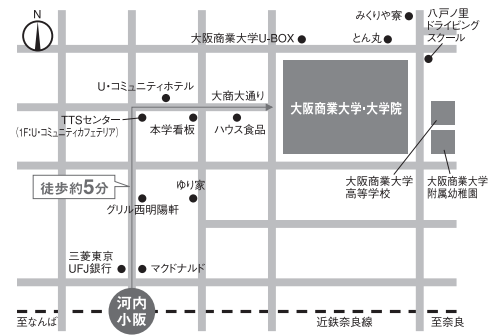 N
みくりや寮
八戸ノ里
ドライビング
スクール
大阪商業大学U-BOX
とん丸
U・コミュニティホテル
大商大通り
TTSセンター
(1F:U・コミュニティカフェテリア)
本学看板
ハウス食品
大阪商業大学・大学院
徒歩約5分
ゆり家
グリル西明陽軒
大阪商業大学
高等学校
大阪商業大学
附属幼稚園
三菱東京
UFJ銀行
マクドナルド
河内
小阪
至なんば
近鉄奈良線
至奈良